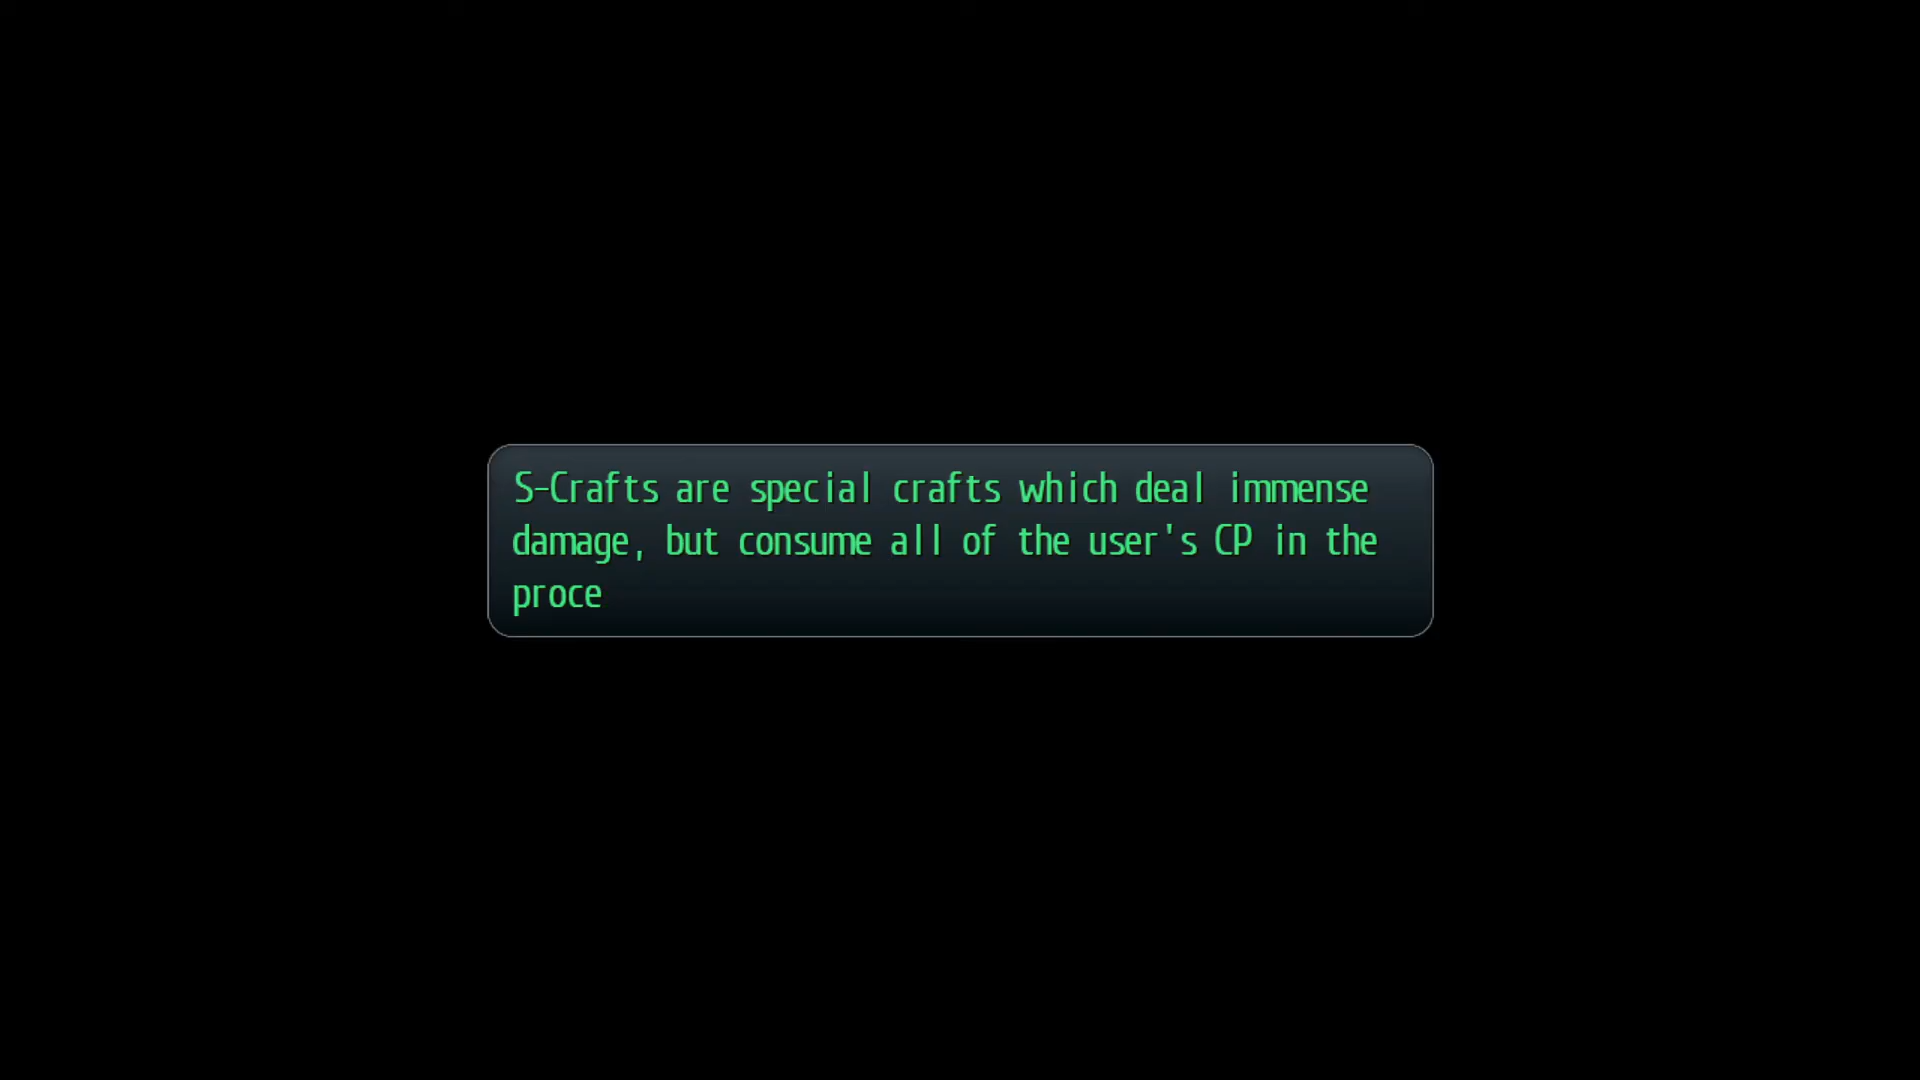 S-Crafts are special crafts which deal immense
damage, but consume all of the user's CP in the
proce